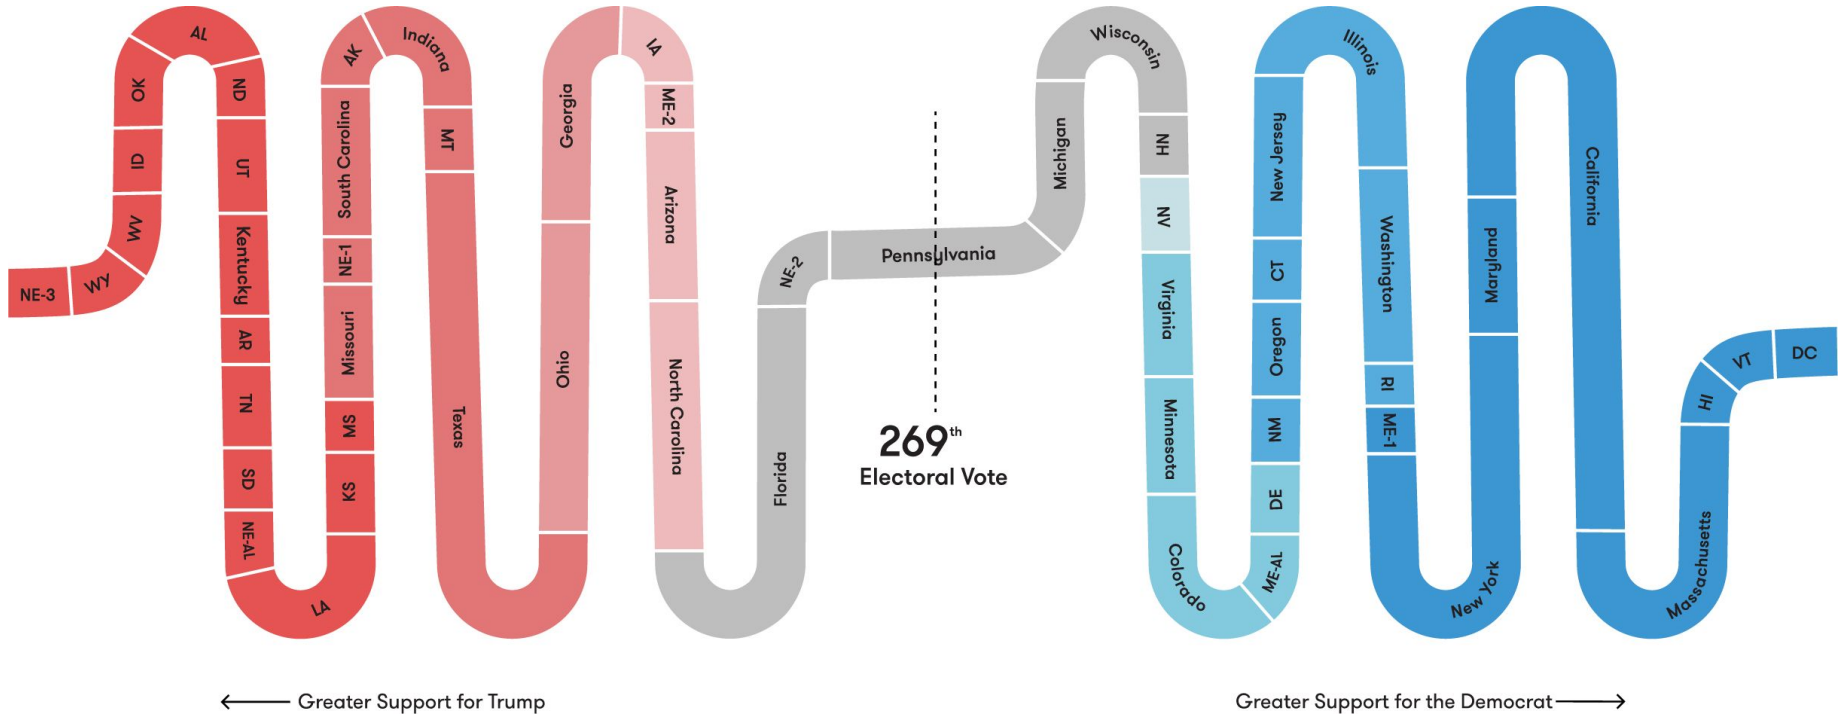 NE-3
WY
WV
ID
OK
AL
ND
UT
Kentucky
AR
TN
SD
NE-AL
LA
KS
MS
Missouri
NE-1
South Carolina
AK
Indiana
MT
Texas
Ohio
Georgia
IA
ME-2
Arizona
North Carolina
Florida
NE-2
Pennsylvania
Michigan
Wisconsin
NH
NV
Virginia
Minnesota
Colorado
ME-AL
DE
NM
Oregon
CT
New Jersey
Illinois
Washington
RI
ME-1
New York
Maryland
California
Massachusetts
HI
VT
DC
269th
Electoral Vote
Greater Support for Trump
Greater Support for the Democrat